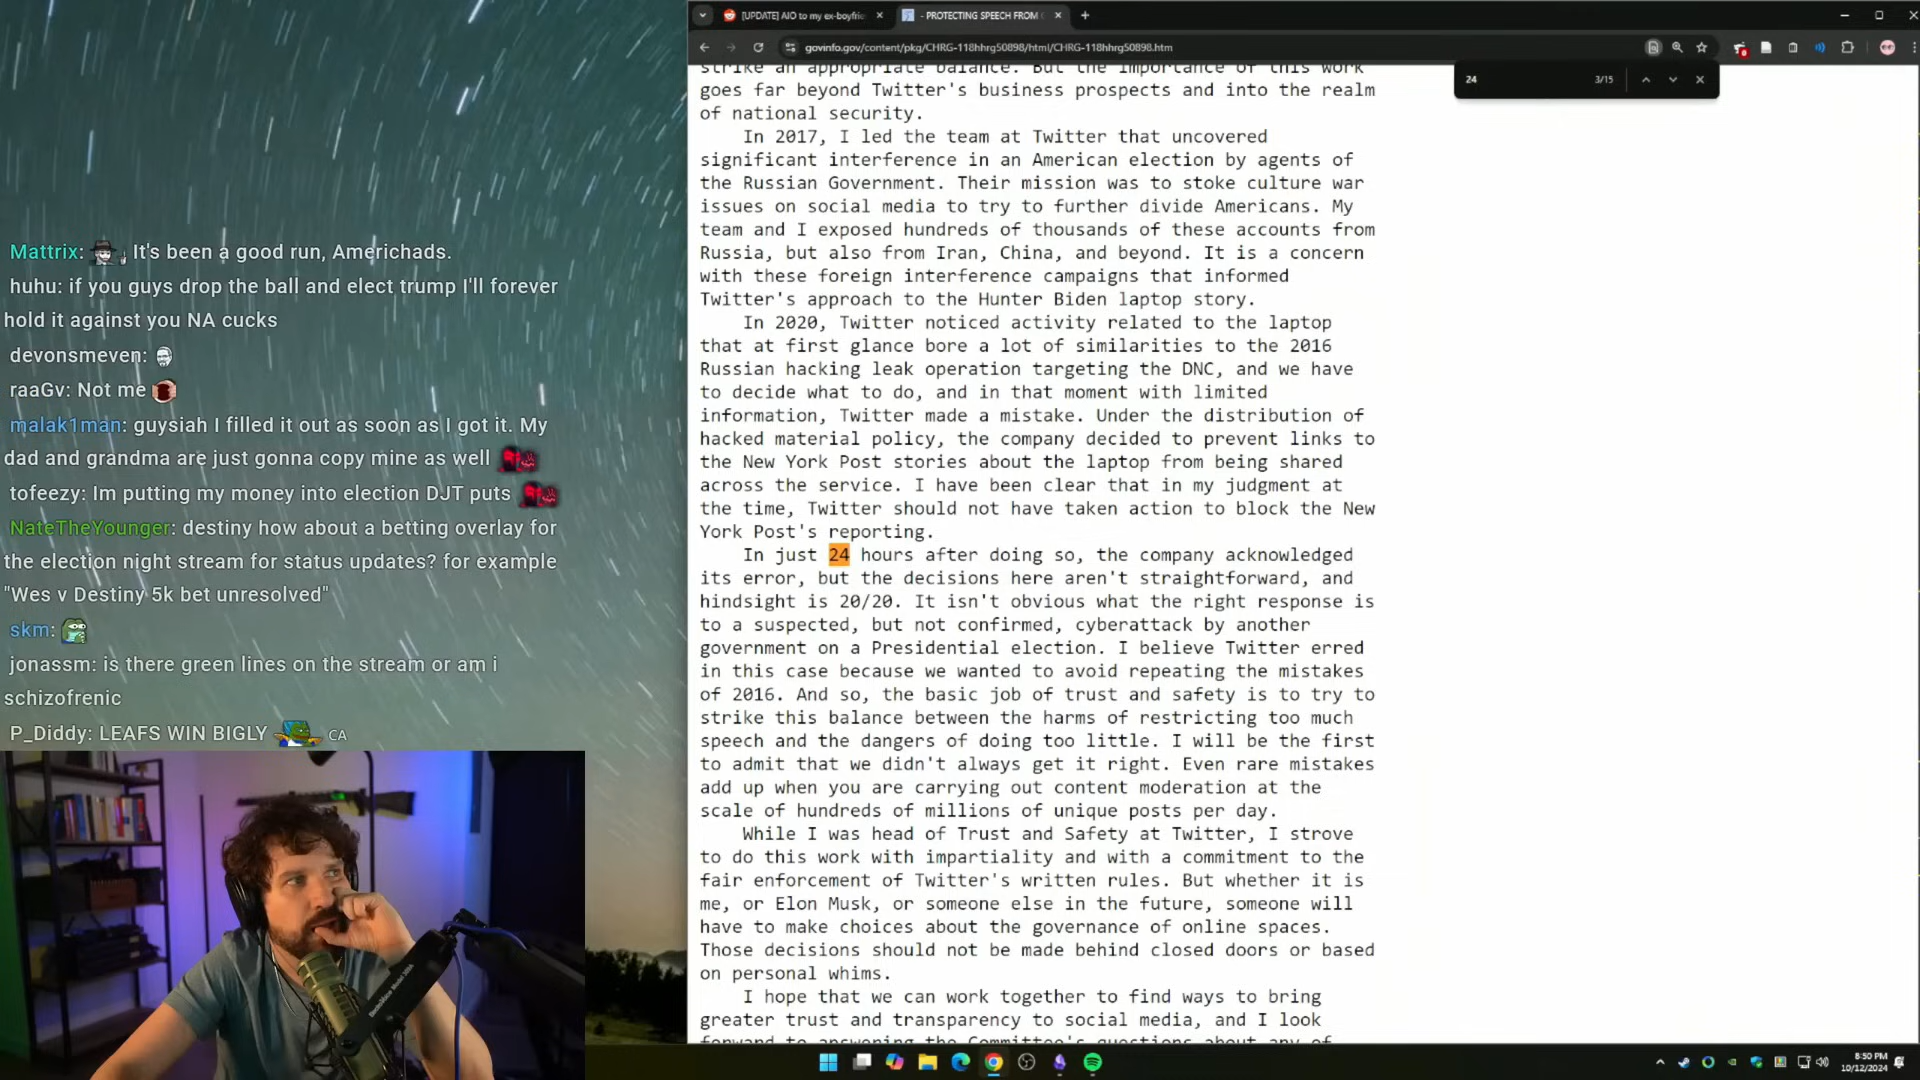 [UPDATE] AIO to my ex-boyfrie
- PROTECTING SPEECH FROM
govinfo.gov/content/pkg/CHRG-118hhrg50898/html/CHRG-118hhrg50898.htm
24 3/15
strike an appropriate balance. But the importance of this work
goes far beyond Twitter's business prospects and into the realm
of national security.
In 2017, I led the team at Twitter that uncovered
significant interference in an American election by agents of
the Russian Government. Their mission was to stoke culture war
issues on social media to try to further divide Americans. My
team and I exposed hundreds of thousands of these accounts from
Russia, but also from Iran, China, and beyond. It is a concern
with these foreign interference campaigns that informed
Twitter's approach to the Hunter Biden laptop story.
In 2020, Twitter noticed activity related to the laptop
that at first glance bore a lot of similarities to the 2016
Russian hacking leak operation targeting the DNC, and we have
to decide what to do, and in that moment with limited
information, Twitter made a mistake. Under the distribution of
hacked material policy, the company decided to prevent links to
the New York Post stories about the laptop from being shared
across the service. I have been clear that in my judgment at
the time, Twitter should not have taken action to block the New
York Post's reporting.
In just 24 hours after doing so, the company acknowledged
its error, but the decisions here aren't straightforward, and
hindsight is 20/20. It isn't obvious what the right response is
to a suspected, but not confirmed, cyberattack by another
government on a Presidential election. I believe Twitter erred
in this case because we wanted to avoid repeating the mistakes
of 2016. And so, the basic job of trust and safety is to try to
strike this balance between the harms of restricting too much
speech and the dangers of doing too little. I will be the first
to admit that we didn't always get it right. Even rare mistakes
add up when you are carrying out content moderation at the
scale of hundreds of millions of unique posts per day.
While I was head of Trust and Safety at Twitter, I strove
to do this work with impartiality and with a commitment to the
fair enforcement of Twitter's written rules. But whether it is
me, or Elon Musk, or someone else in the future, someone will
have to make choices about the governance of online spaces.
Those decisions should not be made behind closed doors or based
on personal whims.
I hope that we can work together to find ways to bring
greater trust and transparency to social media, and I look
forward to answering the Committee's questions about any of
Mattrix: It's been a good run, Americhads.
huhu: if you guys drop the ball and elect trump I'll forever
hold it against you NA cucks
devonsmeven:
raaGv: Not me
malak1man: guysiah I filled it out as soon as I got it. My
dad and grandma are just gonna copy mine as well
tofeezy: Im putting my money into election DJT puts
NateTheYounger: destiny how about a betting overlay for
the election night stream for status updates? for example
"Wes v Destiny 5k bet unresolved"
skm:
jonassm: is there green lines on the stream or am i
schizofrenic
P_Diddy: LEAFS WIN BIGLY CA
8:50 PM
10/12/2024